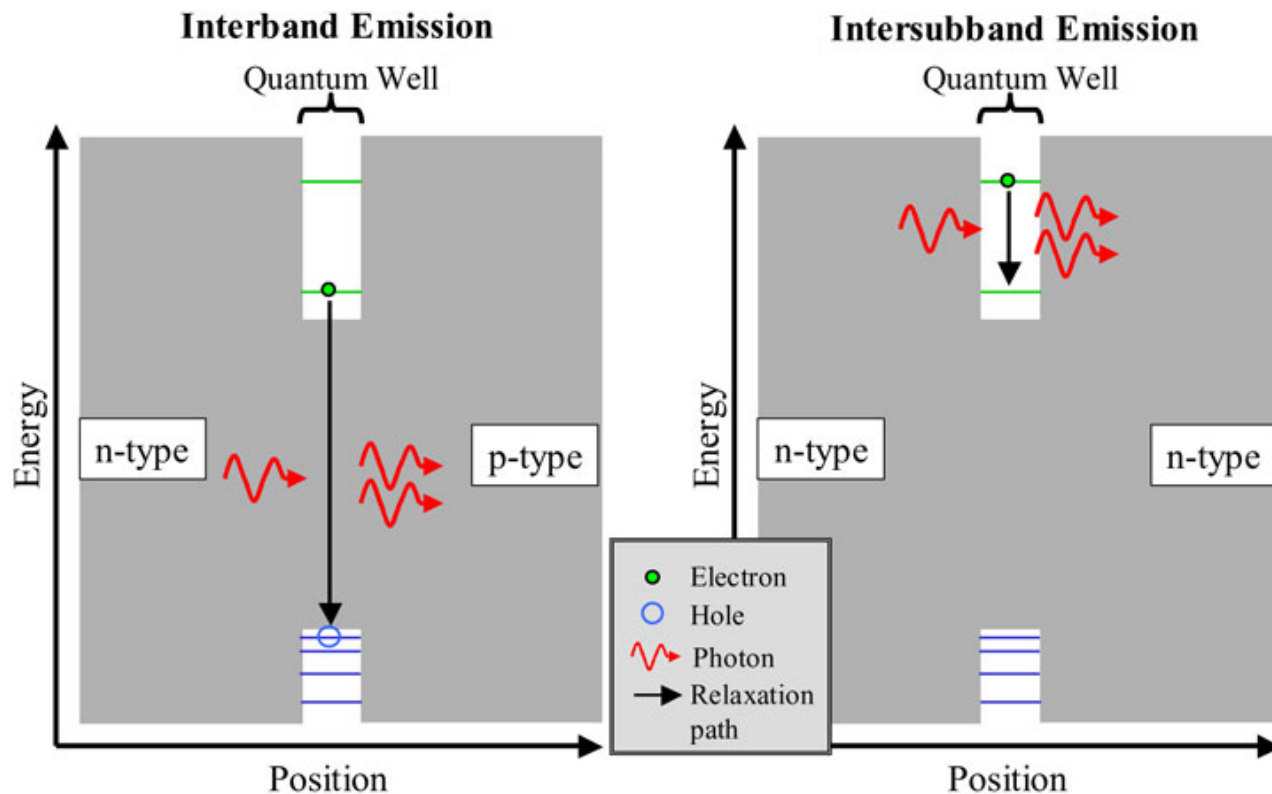 Interband Emission
Quantum Well
Energy
n-type
p-type
Position
Intersubband Emission
Quantum Well
Energy
n-type
n-type
Position
Electron
Hole
Photon
Relaxation
path